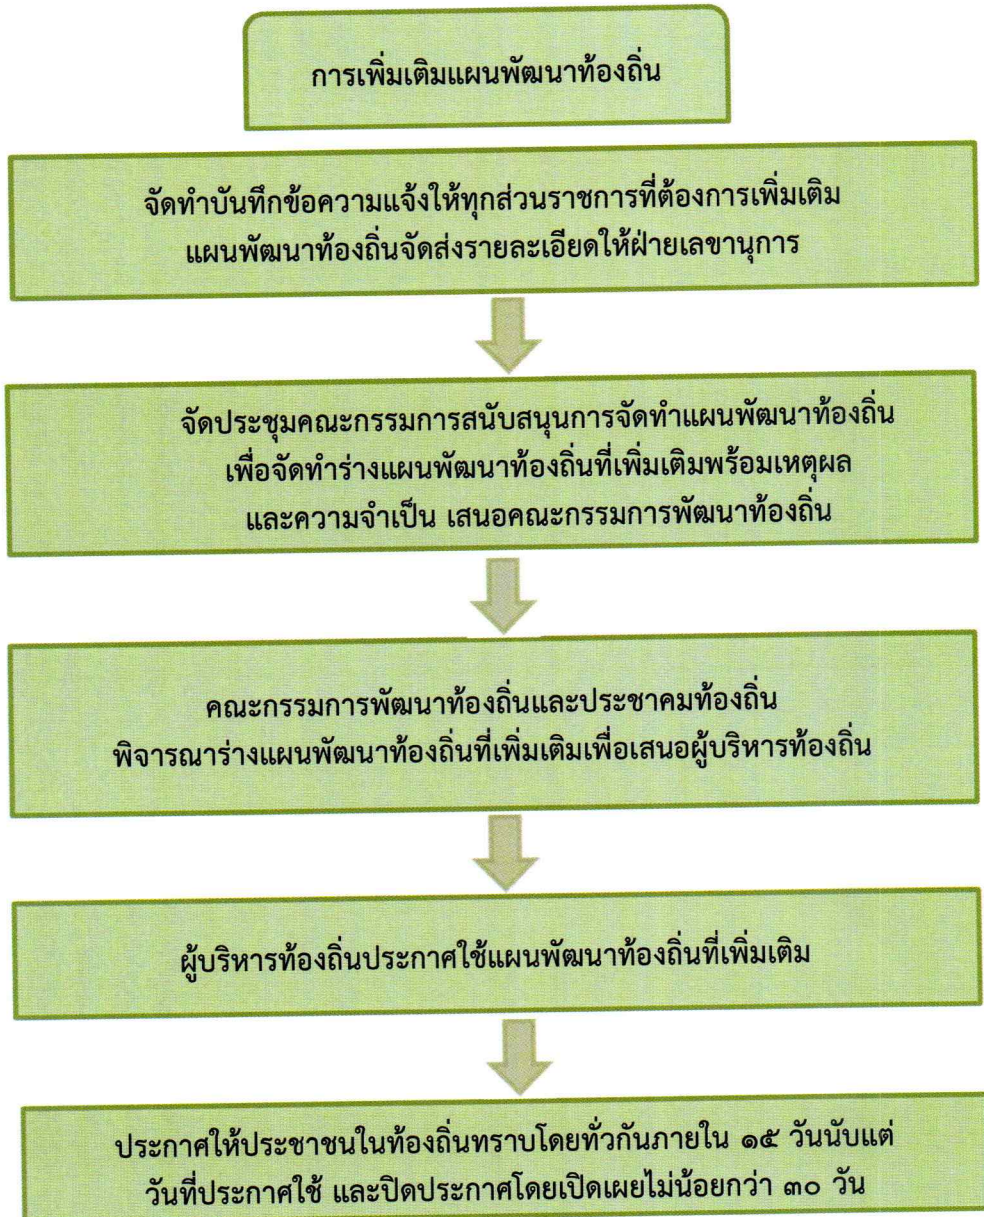 การเพิ่มเติมแผนพัฒนาท้องถิ่น
จัดทำบันทึกข้อความแจ้งให้ทุกส่วนราชการที่ต้องการเพิ่มเติม
แผนพัฒนาท้องถิ่นจัดส่งรายละเอียดให้ฝ่ายเลขานุการ
จัดประชุมคณะกรรมการสนับสนุนการจัดทำแผนพัฒนาท้องถิ่น
เพื่อจัดทำร่างแผนพัฒนาท้องถิ่นที่เพิ่มเติมพร้อมเหตุผล
และความจำเป็น เสนอคณะกรรมการพัฒนาท้องถิ่น
คณะกรรมการพัฒนาท้องถิ่นและประชาคมท้องถิ่น
พิจารณาร่างแผนพัฒนาท้องถิ่นที่เพิ่มเติมเพื่อเสนอผู้บริหารท้องถิ่น
ผู้บริหารท้องถิ่นประกาศใช้แผนพัฒนาท้องถิ่นที่เพิ่มเติม
ประกาศให้ประชาชนในท้องถิ่นทราบโดยทั่วกันภายใน ๑๕ วันนับแต่
วันที่ประกาศใช้ และปิดประกาศโดยเปิดเผยไม่น้อยกว่า ๓๐ วัน